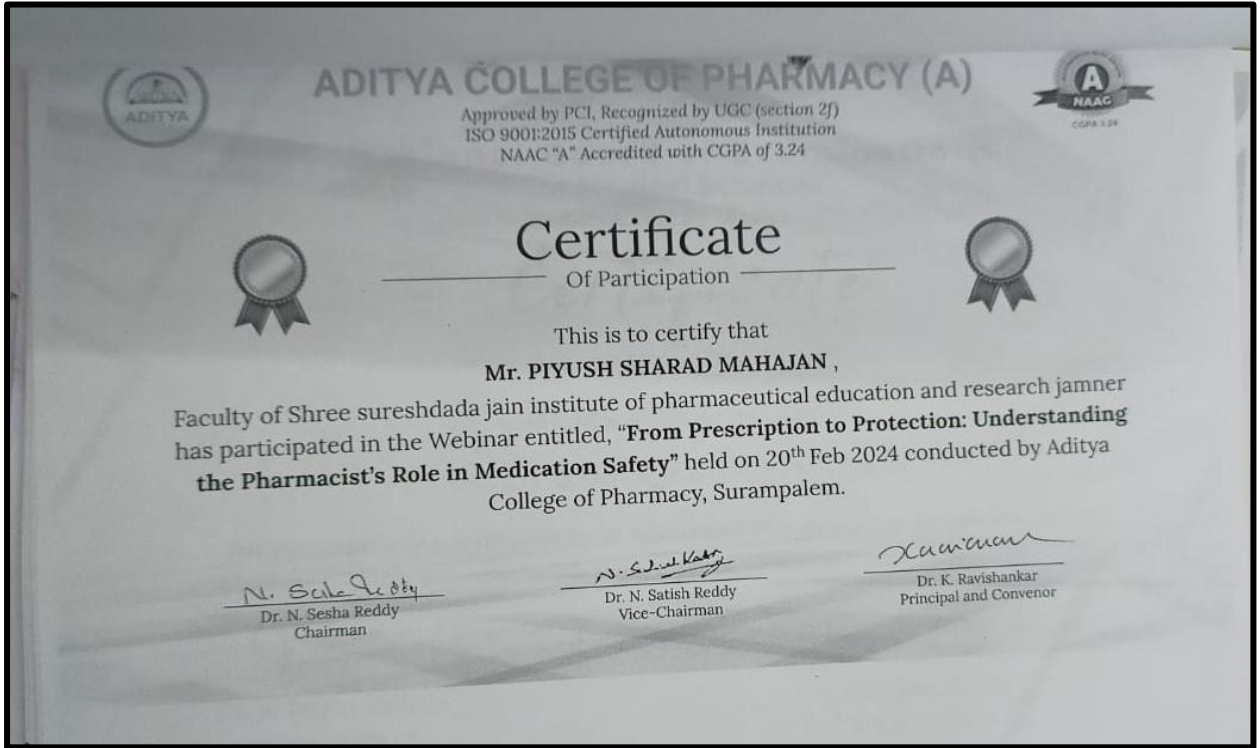 ADITYA
ADITYA COLLEGE OF PHARMACY (A)
Approved by PCI, Recognized by UGC (section 2f)
ISO 9001:2015 Certified Autonomous Institution
NAAC “A” Accredited with CGPA of 3.24
A
NAAC
CGPA 3.24
Certificate
Of Participation
This is to certify that
Mr. PIYUSH SHARAD MAHAJAN ,
Faculty of Shree sureshdada jain institute of pharmaceutical education and research jamner
has participated in the Webinar entitled, “From Prescription to Protection: Understanding
the Pharmacist’s Role in Medication Safety” held on 20th Feb 2024 conducted by Aditya
College of Pharmacy, Surampalem.
Dr. N. Sesha Reddy
Chairman
Dr. N. Satish Reddy
Vice-Chairman
Dr. K. Ravishankar
Principal and Convenor